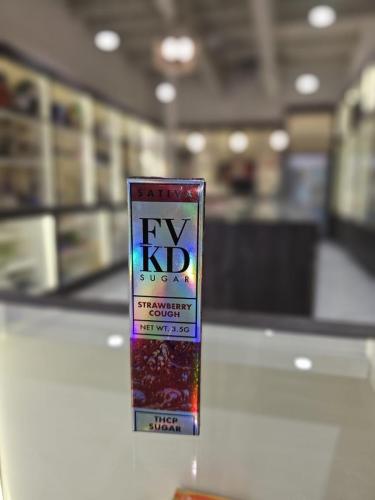 SATIVA
FV
KD
SUGAR
STRAWBERRY
COUGH
NET WT. 3.5G
THCP
SUGAR